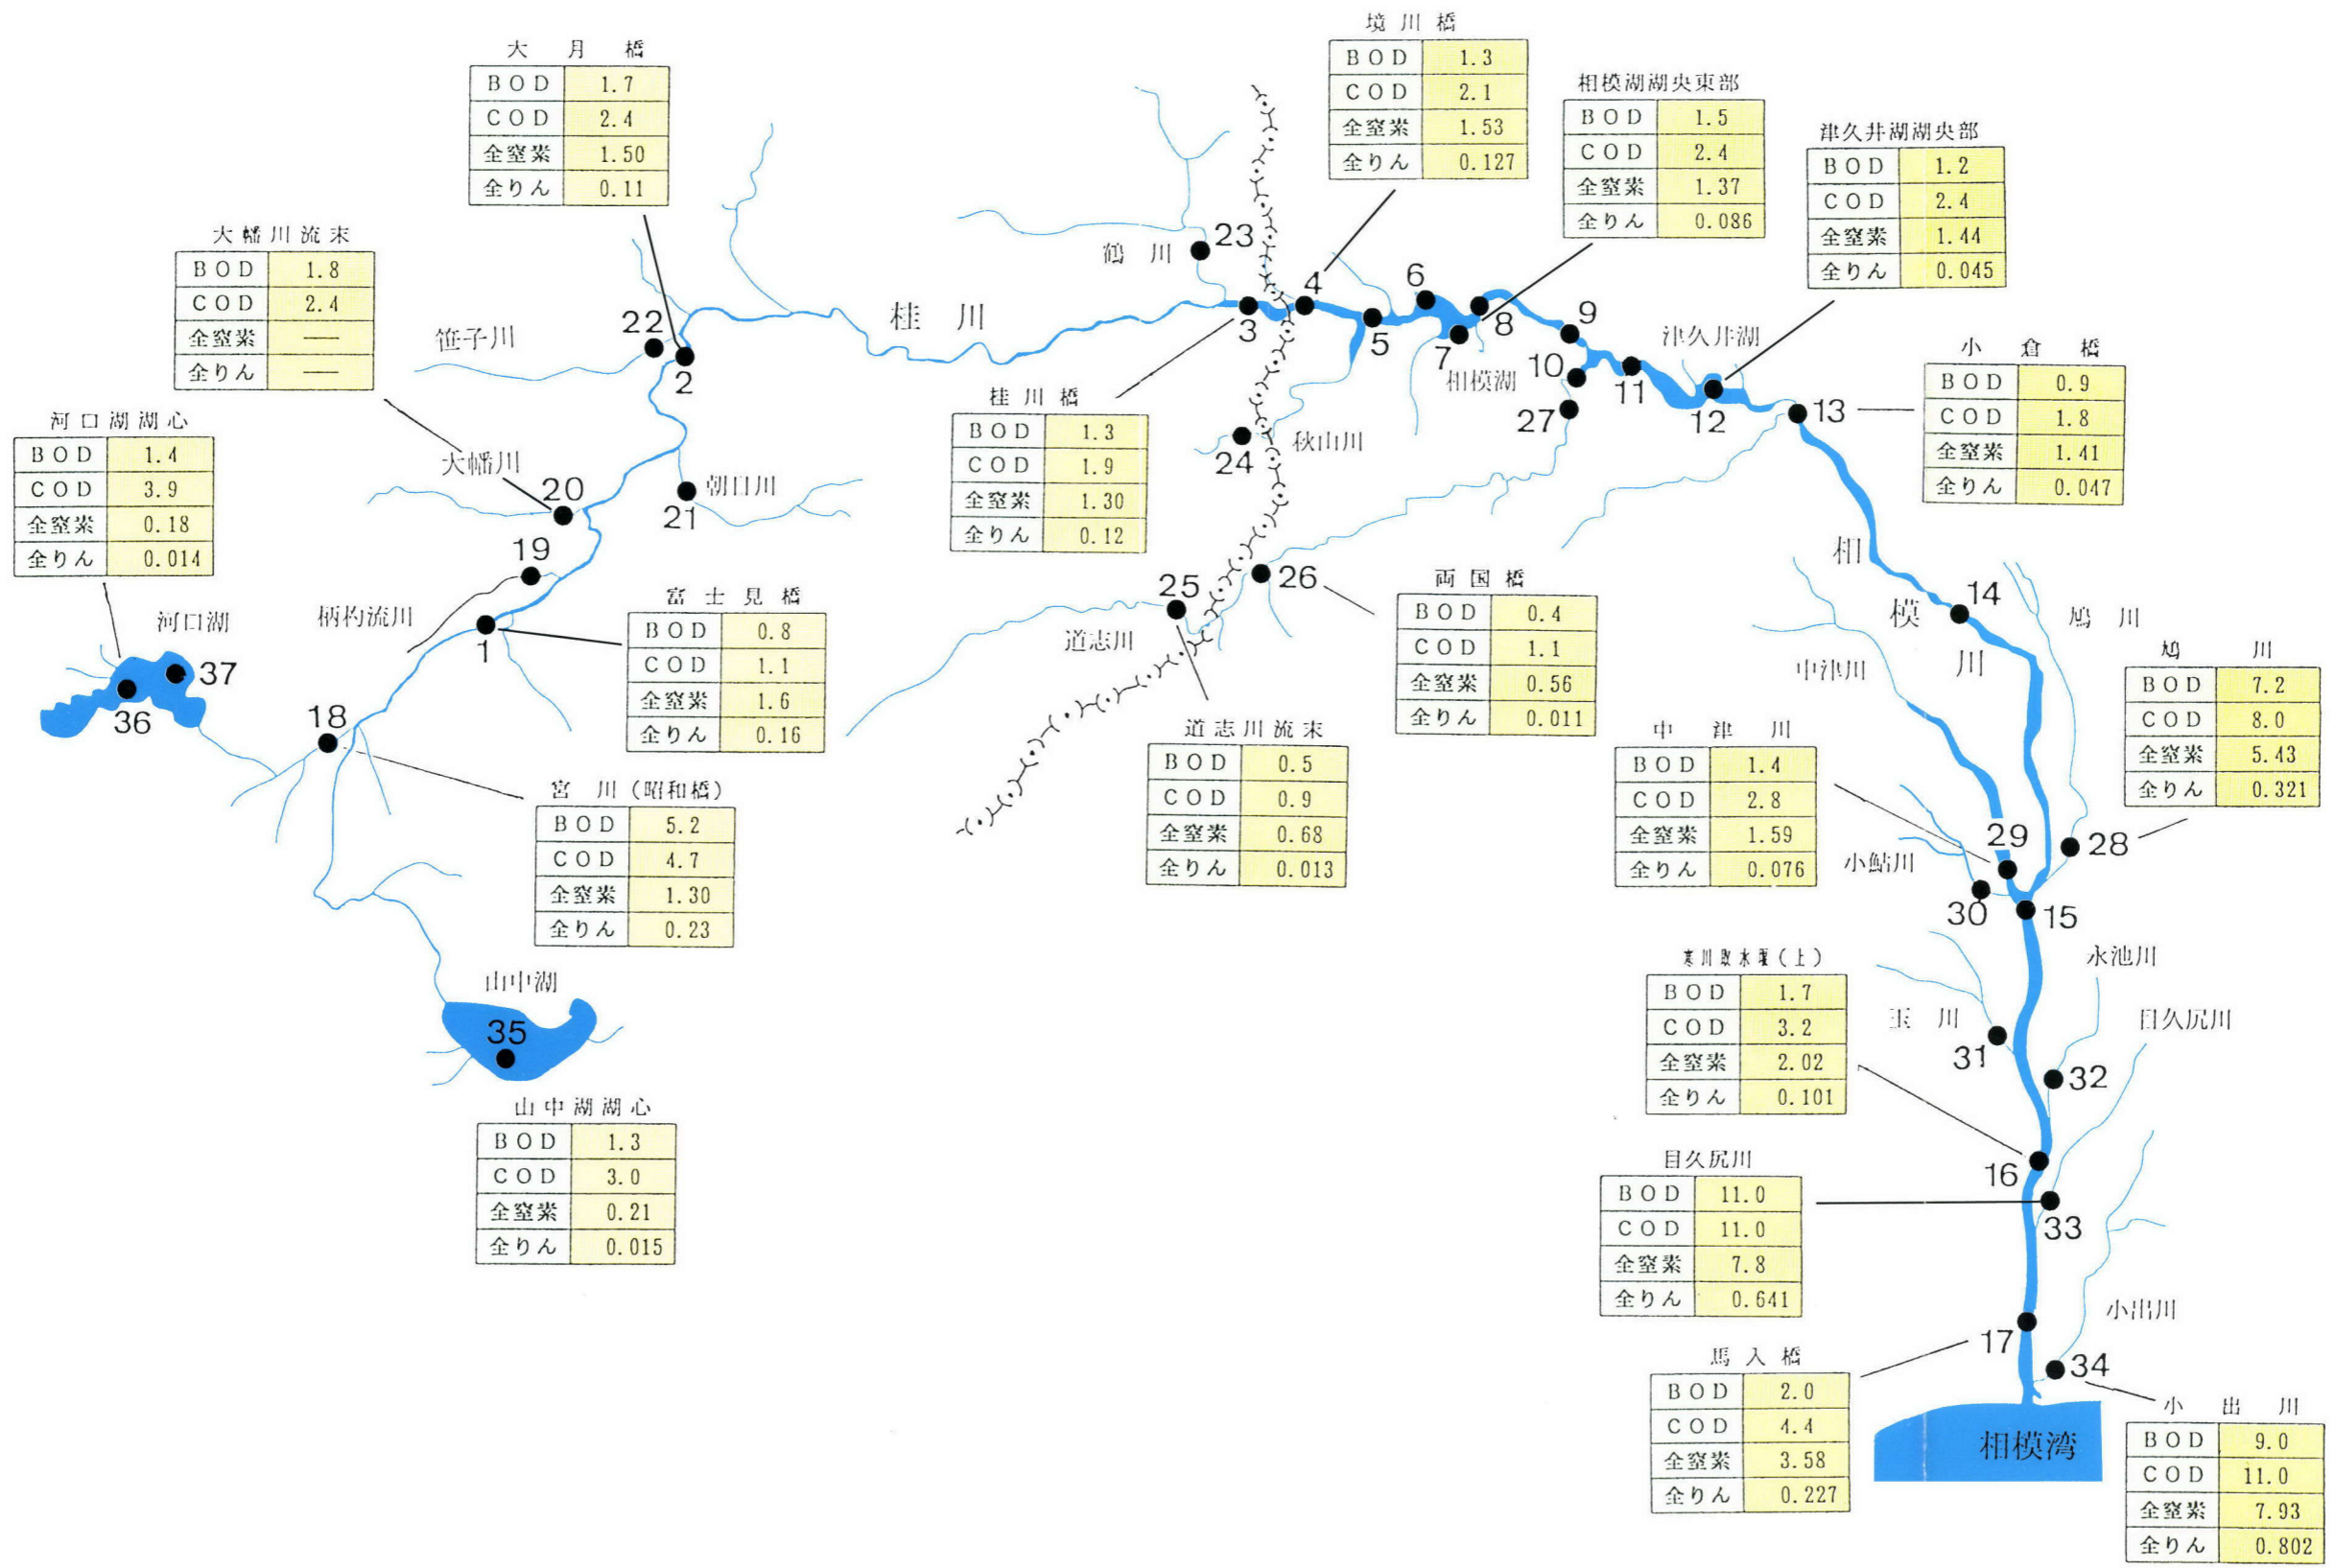 大月橋
BOD 1.7
COD 2.4
全窒素 1.50
全りん 0.11
境川橋
BOD 1.3
COD 2.1
全窒素 1.53
全りん 0.127
相模湖湖央東部
BOD 1.5
COD 2.4
全窒素 1.37
全りん 0.086
津久井湖湖央部
BOD 1.2
COD 2.4
全窒素 1.44
全りん 0.045
大幡川流末
BOD 1.8
COD 2.4
全窒素 —
全りん —
小倉橋
BOD 0.9
COD 1.8
全窒素 1.41
全りん 0.047
河口湖湖心
BOD 1.4
COD 3.9
全窒素 0.18
全りん 0.014
桂川橋
BOD 1.3
COD 1.9
全窒素 1.30
全りん 0.12
富士見橋
BOD 0.8
COD 1.1
全窒素 1.6
全りん 0.16
両国橋
BOD 0.4
COD 1.1
全窒素 0.56
全りん 0.011
道志川流末
BOD 0.5
COD 0.9
全窒素 0.68
全りん 0.013
宮川(昭和橋)
BOD 5.2
COD 4.7
全窒素 1.30
全りん 0.23
中津川
BOD 1.4
COD 2.8
全窒素 1.59
全りん 0.076
鳩川
BOD 7.2
COD 8.0
全窒素 5.43
全りん 0.321
寒川取水堰(上)
BOD 1.7
COD 3.2
全窒素 2.02
全りん 0.101
山中湖湖心
BOD 1.3
COD 3.0
全窒素 0.21
全りん 0.015
目久尻川
BOD 11.0
COD 11.0
全窒素 7.8
全りん 0.641
馬入橋
BOD 2.0
COD 4.4
全窒素 3.58
全りん 0.227
小出川
BOD 9.0
COD 11.0
全窒素 7.93
全りん 0.802
笹子川
22
2
大幡川
20
朝日川
21
19
柄杓流川
1
河口湖
37
36
18
山中湖
35
桂川
鶴川
23
3
4
5
6
7
8
相模湖
9
10
27
11
津久井湖
12
13
24
秋山川
25
26
道志川
相模川
14
鳩川
中津川
29
28
小鮎川
30
15
永池川
玉川
31
目久尻川
32
16
33
小出川
17
34
相模湾